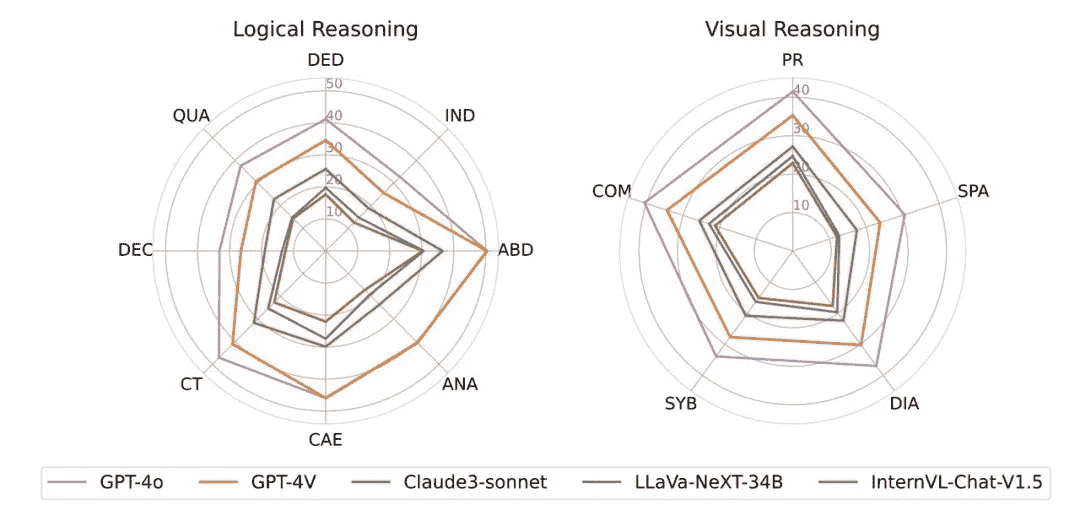 Logical Reasoning
DED
50
40
30
20
10
QUA
IND
DEC
ABD
CT
ANA
CAE
Visual Reasoning
PR
40
30
20
10
COM
SPA
SYB
DIA
GPT-4o
GPT-4V
Claude3-sonnet
LLaVa-NeXT-34B
InternVL-Chat-V1.5